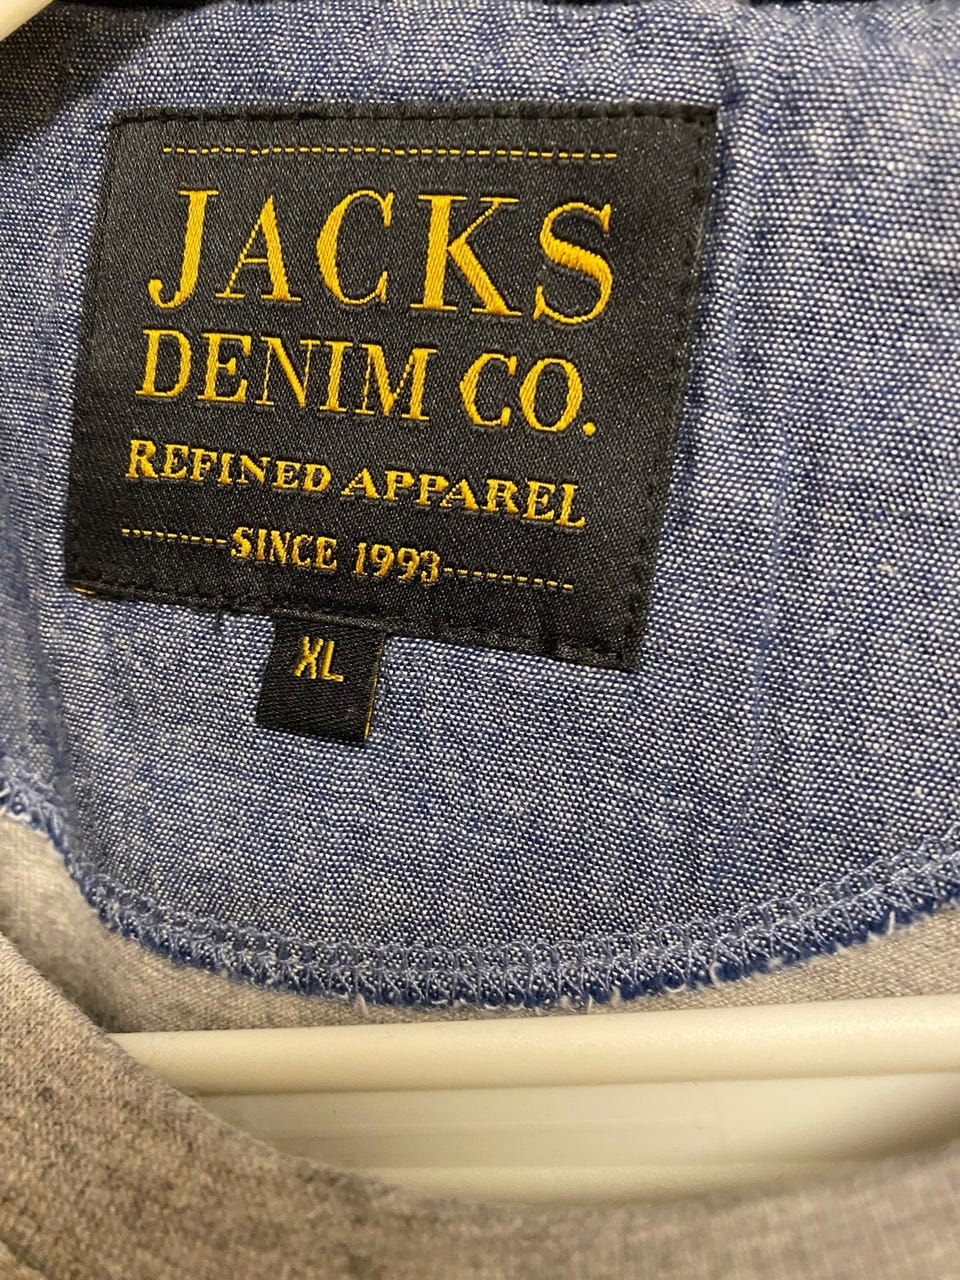 JACKS
DENIM CO.
REFINED APPAREL
SINCE 1993
XL